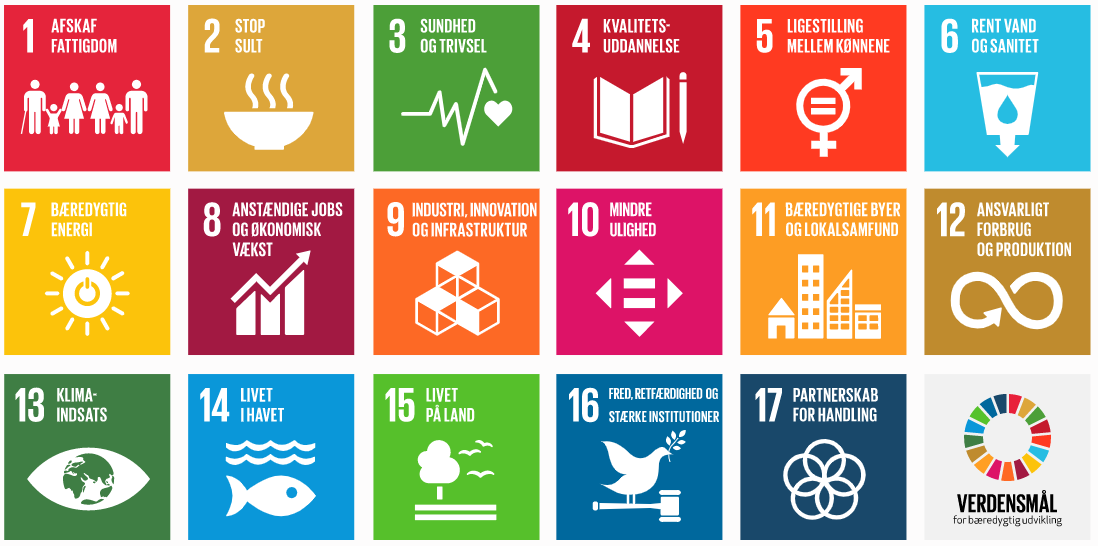 1 AFSKAF
FATTIGDOM
2 STOP
SULT
3 SUNDHED
OG TRIVSEL
4 KVALITETS-
UDDANNELSE
5 LIGESTILLING
MELLEM KØNNENE
6 RENT VAND
OG SANITET
7 BÆREDYGTIG
ENERGI
8 ANSTÆNDIGE JOBS
OG ØKONOMISK
VÆKST
9 INDUSTRI, INNOVATION
OG INFRASTRUKTUR
10 MINDRE
ULIGHED
11 BÆREDYGTIGE BYER
OG LOKALSAMFUND
12 ANSVARLIGT
FORBRUG
OG PRODUKTION
13 KLIMA-
INDSATS
14 LIVET
I HAVET
15 LIVET
PÅ LAND
16 FRED, RETFÆRDIGHED OG
STÆRKE INSTITUTIONER
17 PARTNERSKAB
FOR HANDLING
VERDENSMÅL
for bæredygtig udvikling